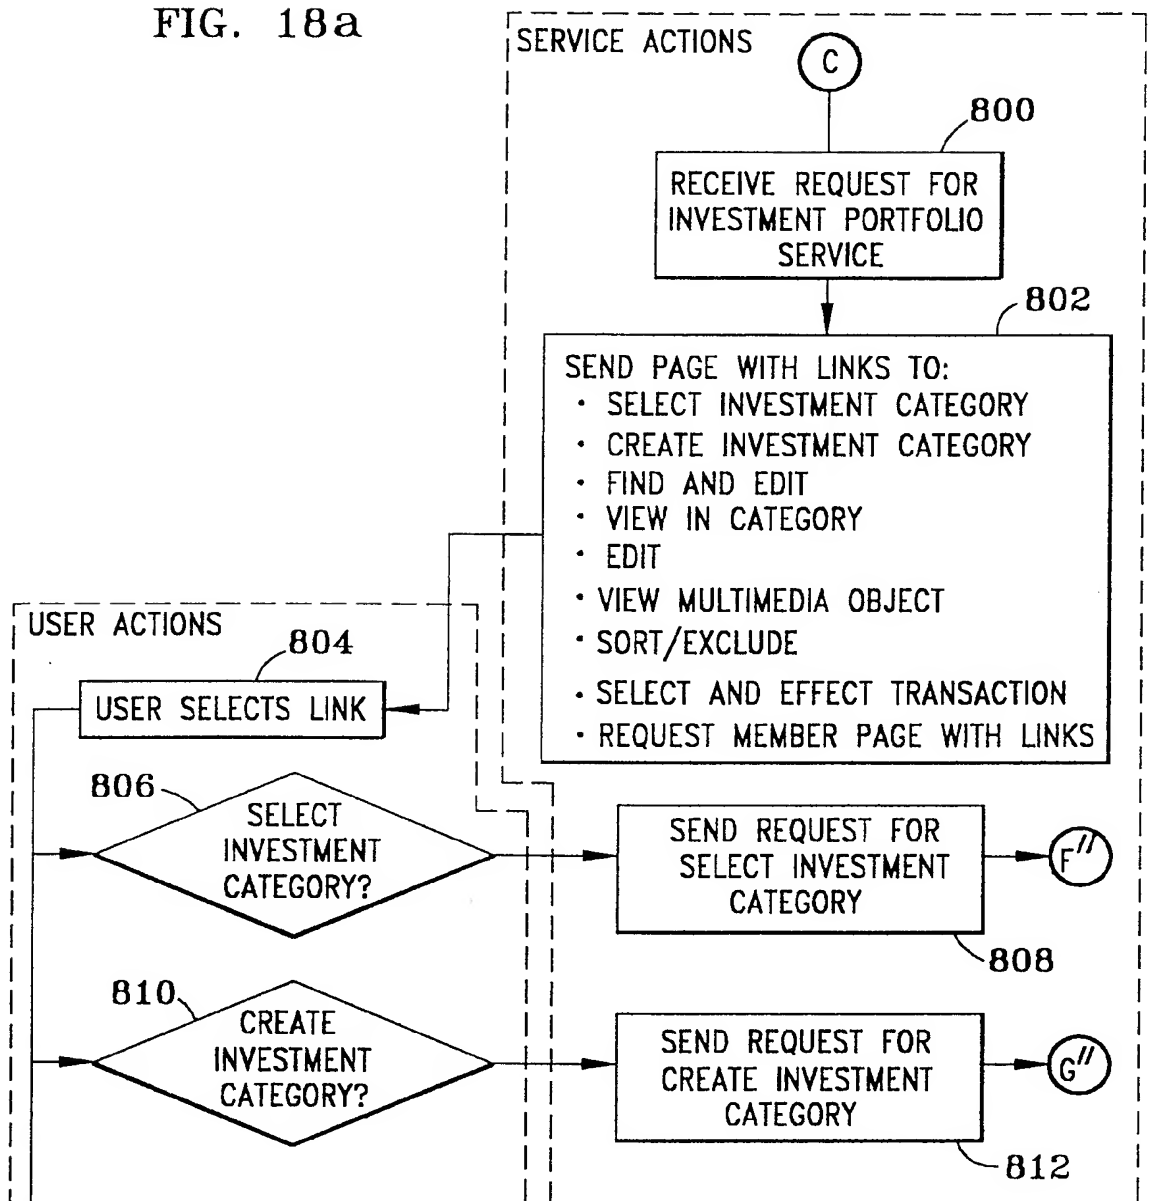 FIG. 18a
SERVICE ACTIONS
C
800
RECEIVE REQUEST FOR
INVESTMENT PORTFOLIO
SERVICE
802
SEND PAGE WITH LINKS TO:
· SELECT INVESTMENT CATEGORY
· CREATE INVESTMENT CATEGORY
· FIND AND EDIT
· VIEW IN CATEGORY
· EDIT
· VIEW MULTIMEDIA OBJECT
· SORT/EXCLUDE
· SELECT AND EFFECT TRANSACTION
· REQUEST MEMBER PAGE WITH LINKS
USER ACTIONS
804
USER SELECTS LINK
806
SELECT
INVESTMENT
CATEGORY?
SEND REQUEST FOR
SELECT INVESTMENT
CATEGORY
F"
808
810
CREATE
INVESTMENT
CATEGORY?
SEND REQUEST FOR
CREATE INVESTMENT
CATEGORY
G"
812